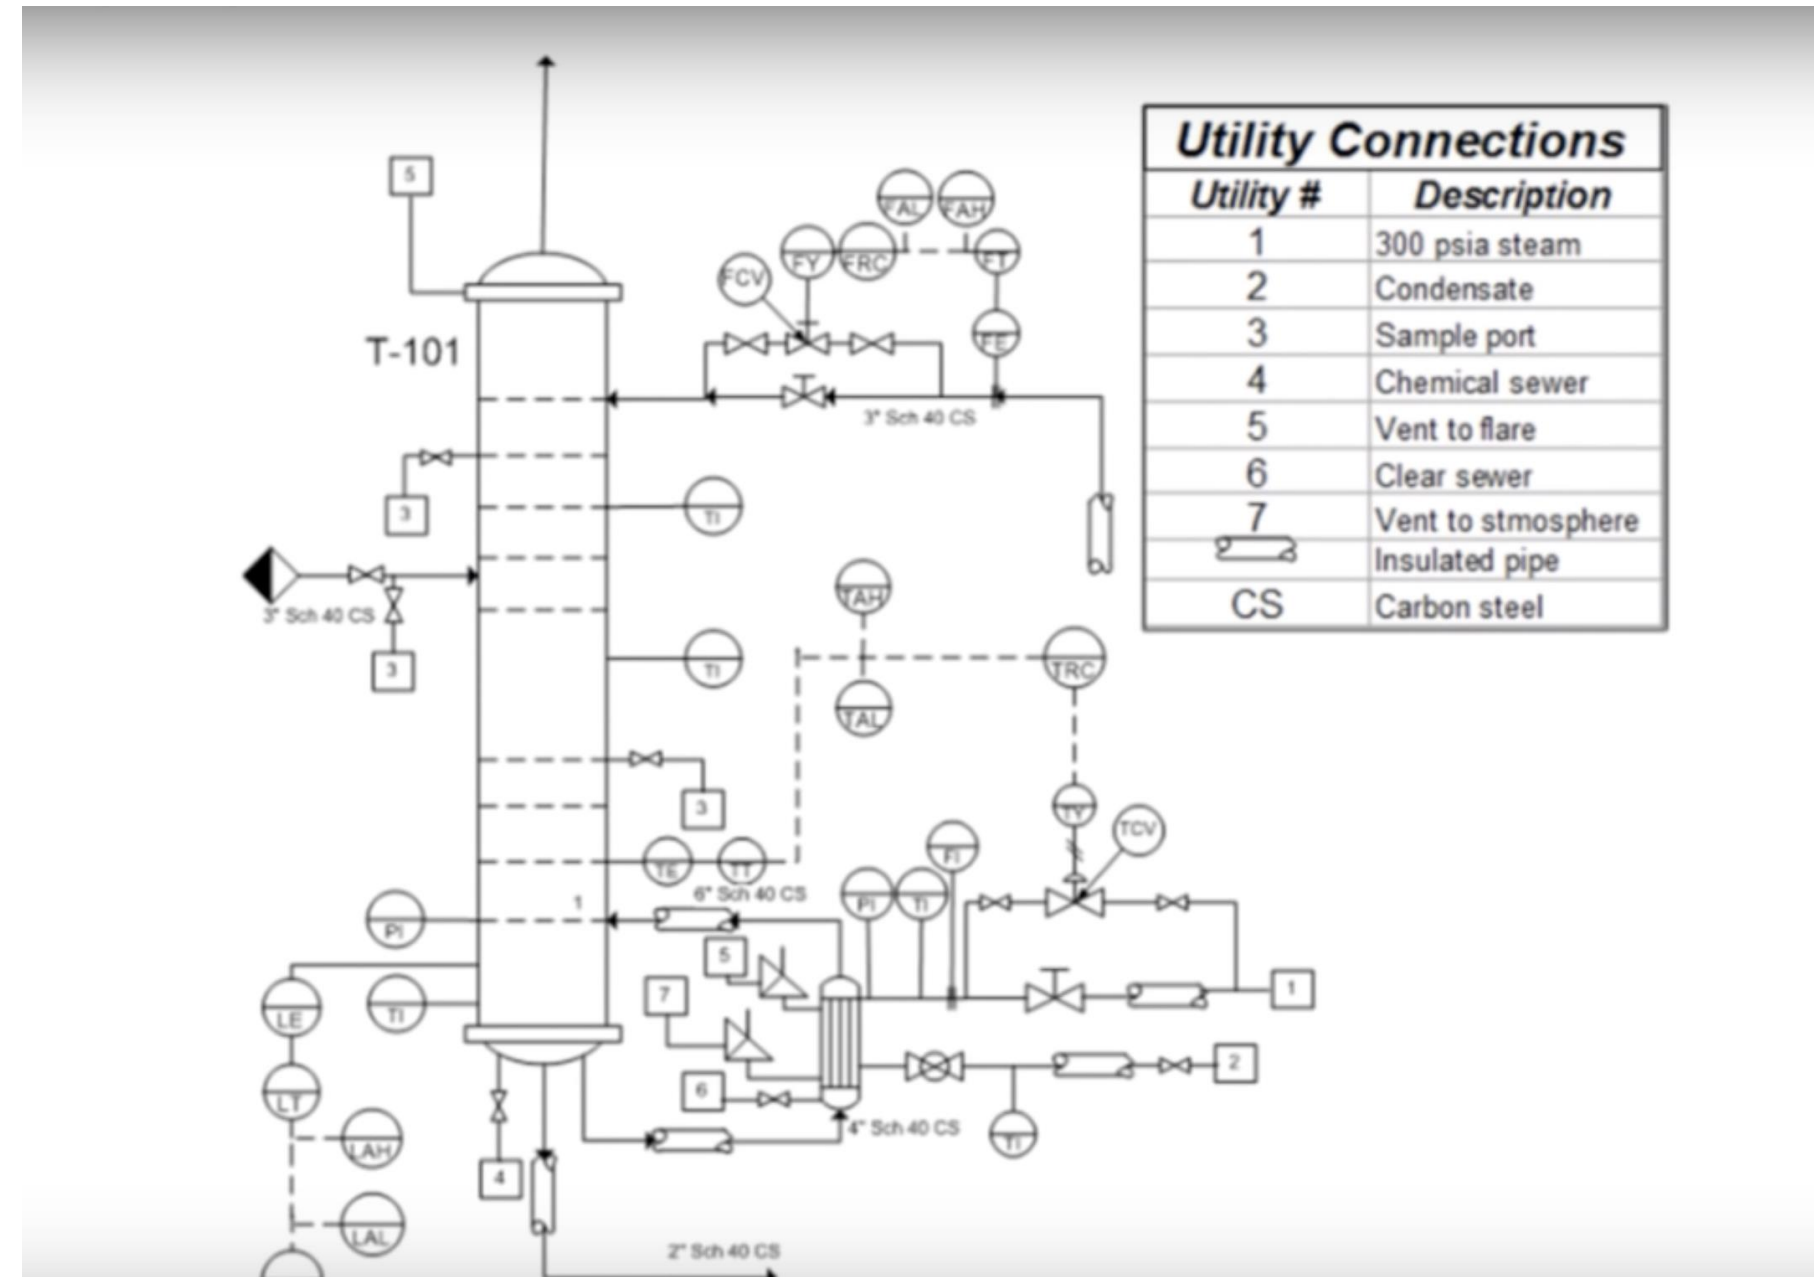 Utility Connections
Utility # Description
1 300 psia steam
2 Condensate
3 Sample port
4 Chemical sewer
5 Vent to flare
6 Clear sewer
7 Vent to stmosphere
Insulated pipe
CS Carbon steel
5
FAL FAH
FCV FY FRC FT
FE
T-101
3" Sch 40 CS
3
TI
3" Sch 40 CS
TAH
3
TI
TRC
TAL
3
TY TCV
TE TT
FI
6" Sch 40 CS
PI TI
1
PI
5
7
1
LE TI
2
6
LT
4" Sch 40 CS
TI
LAH
4
LAL
2" Sch 40 CS